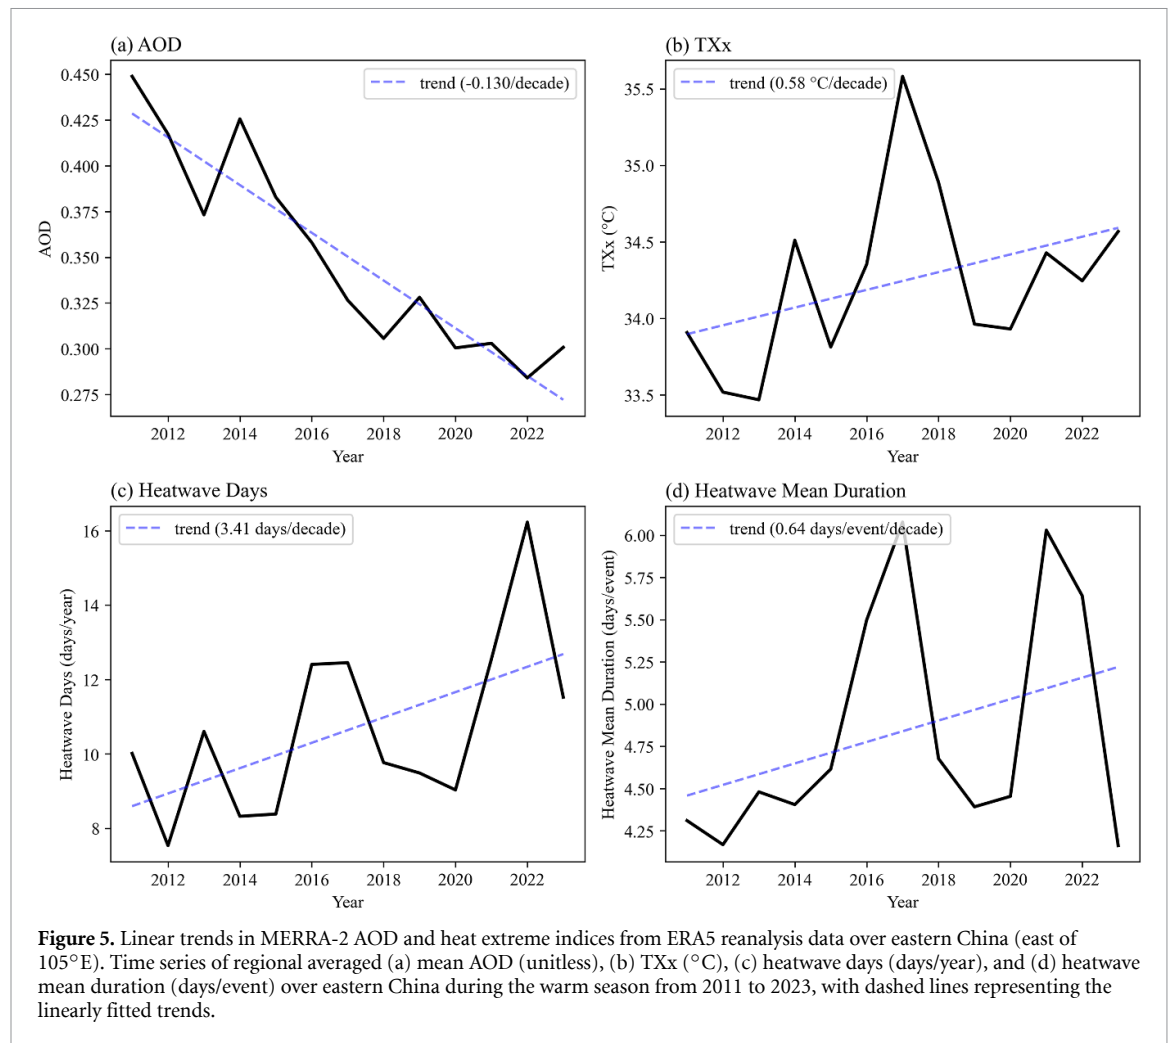 (a) AOD
trend (-0.130/decade)
0.450
0.425
0.400
0.375
0.350
0.325
0.300
0.275
AOD
2012 2014 2016 2018 2020 2022
Year
(b) TXx
trend (0.58 °C/decade)
35.5
35.0
34.5
34.0
33.5
TXx (°C)
2012 2014 2016 2018 2020 2022
Year
(c) Heatwave Days
trend (3.41 days/decade)
16
14
12
10
8
Heatwave Days (days/year)
2012 2014 2016 2018 2020 2022
Year
(d) Heatwave Mean Duration
trend (0.64 days/event/decade)
6.00
5.75
5.50
5.25
5.00
4.75
4.50
4.25
Heatwave Mean Duration (days/event)
2012 2014 2016 2018 2020 2022
Year
Figure 5. Linear trends in MERRA-2 AOD and heat extreme indices from ERA5 reanalysis data over eastern China (east of
105°E). Time series of regional averaged (a) mean AOD (unitless), (b) TXx (°C), (c) heatwave days (days/year), and (d) heatwave
mean duration (days/event) over eastern China during the warm season from 2011 to 2023, with dashed lines representing the
linearly fitted trends.